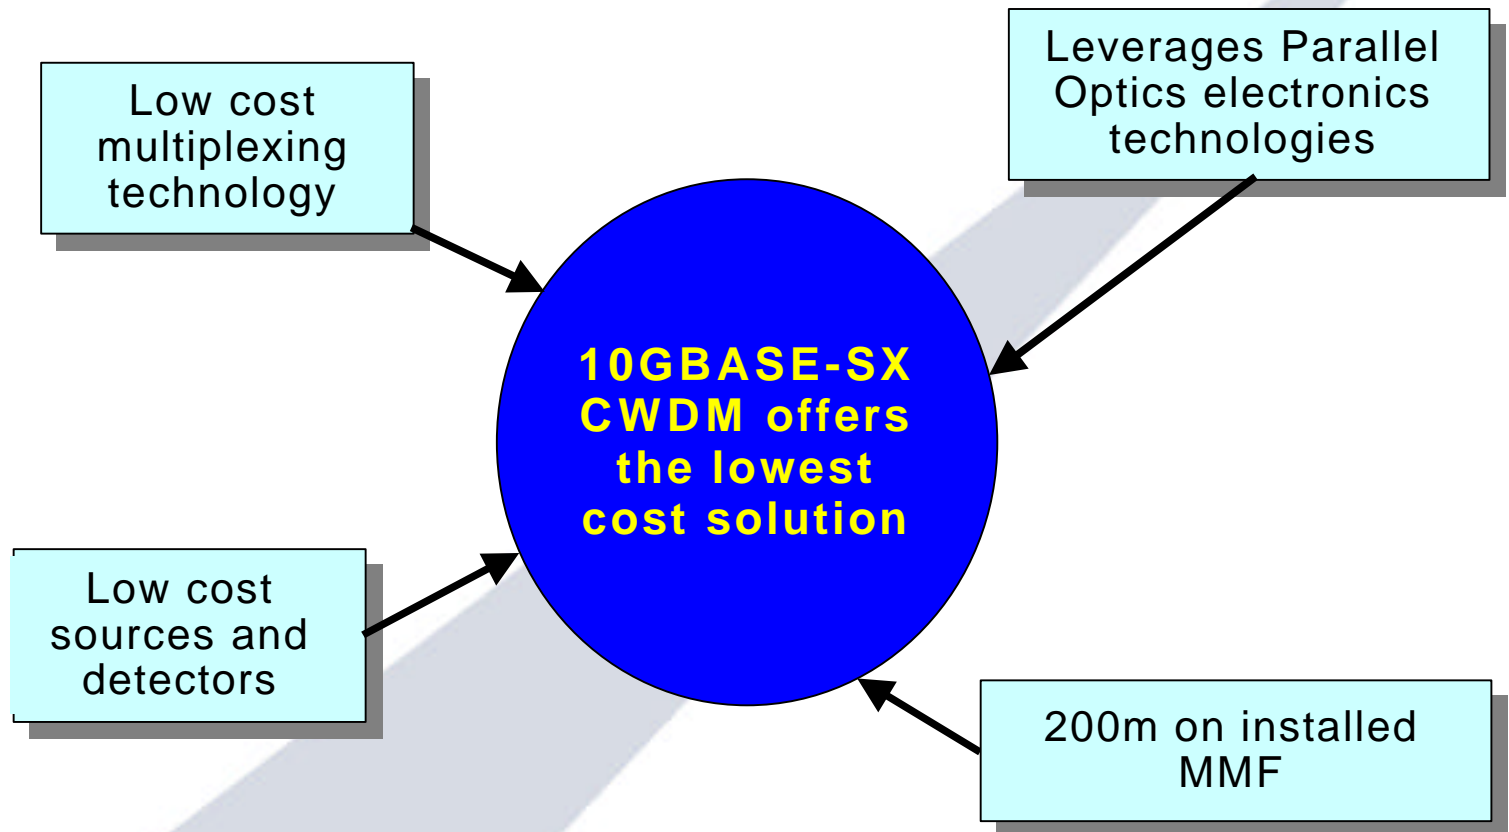 Low cost
multiplexing
technology
Leverages Parallel
Optics electronics
technologies
10GBASE-SX
CWDM offers
the lowest
cost solution
Low cost
sources and
detectors
200m on installed
MMF